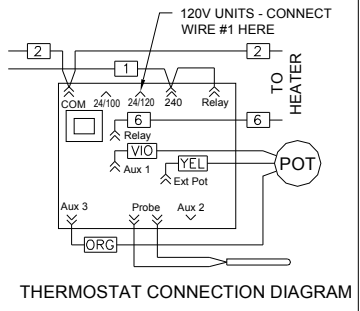 120V UNITS - CONNECT
WIRE #1 HERE
2
2
1
TO
HEATER
COM
24/100
24/120
240
Relay
6
6
Relay
VIO
Aux 1
YEL
Ext Pot
POT
Aux 3
Probe
Aux 2
ORG
THERMOSTAT CONNECTION DIAGRAM